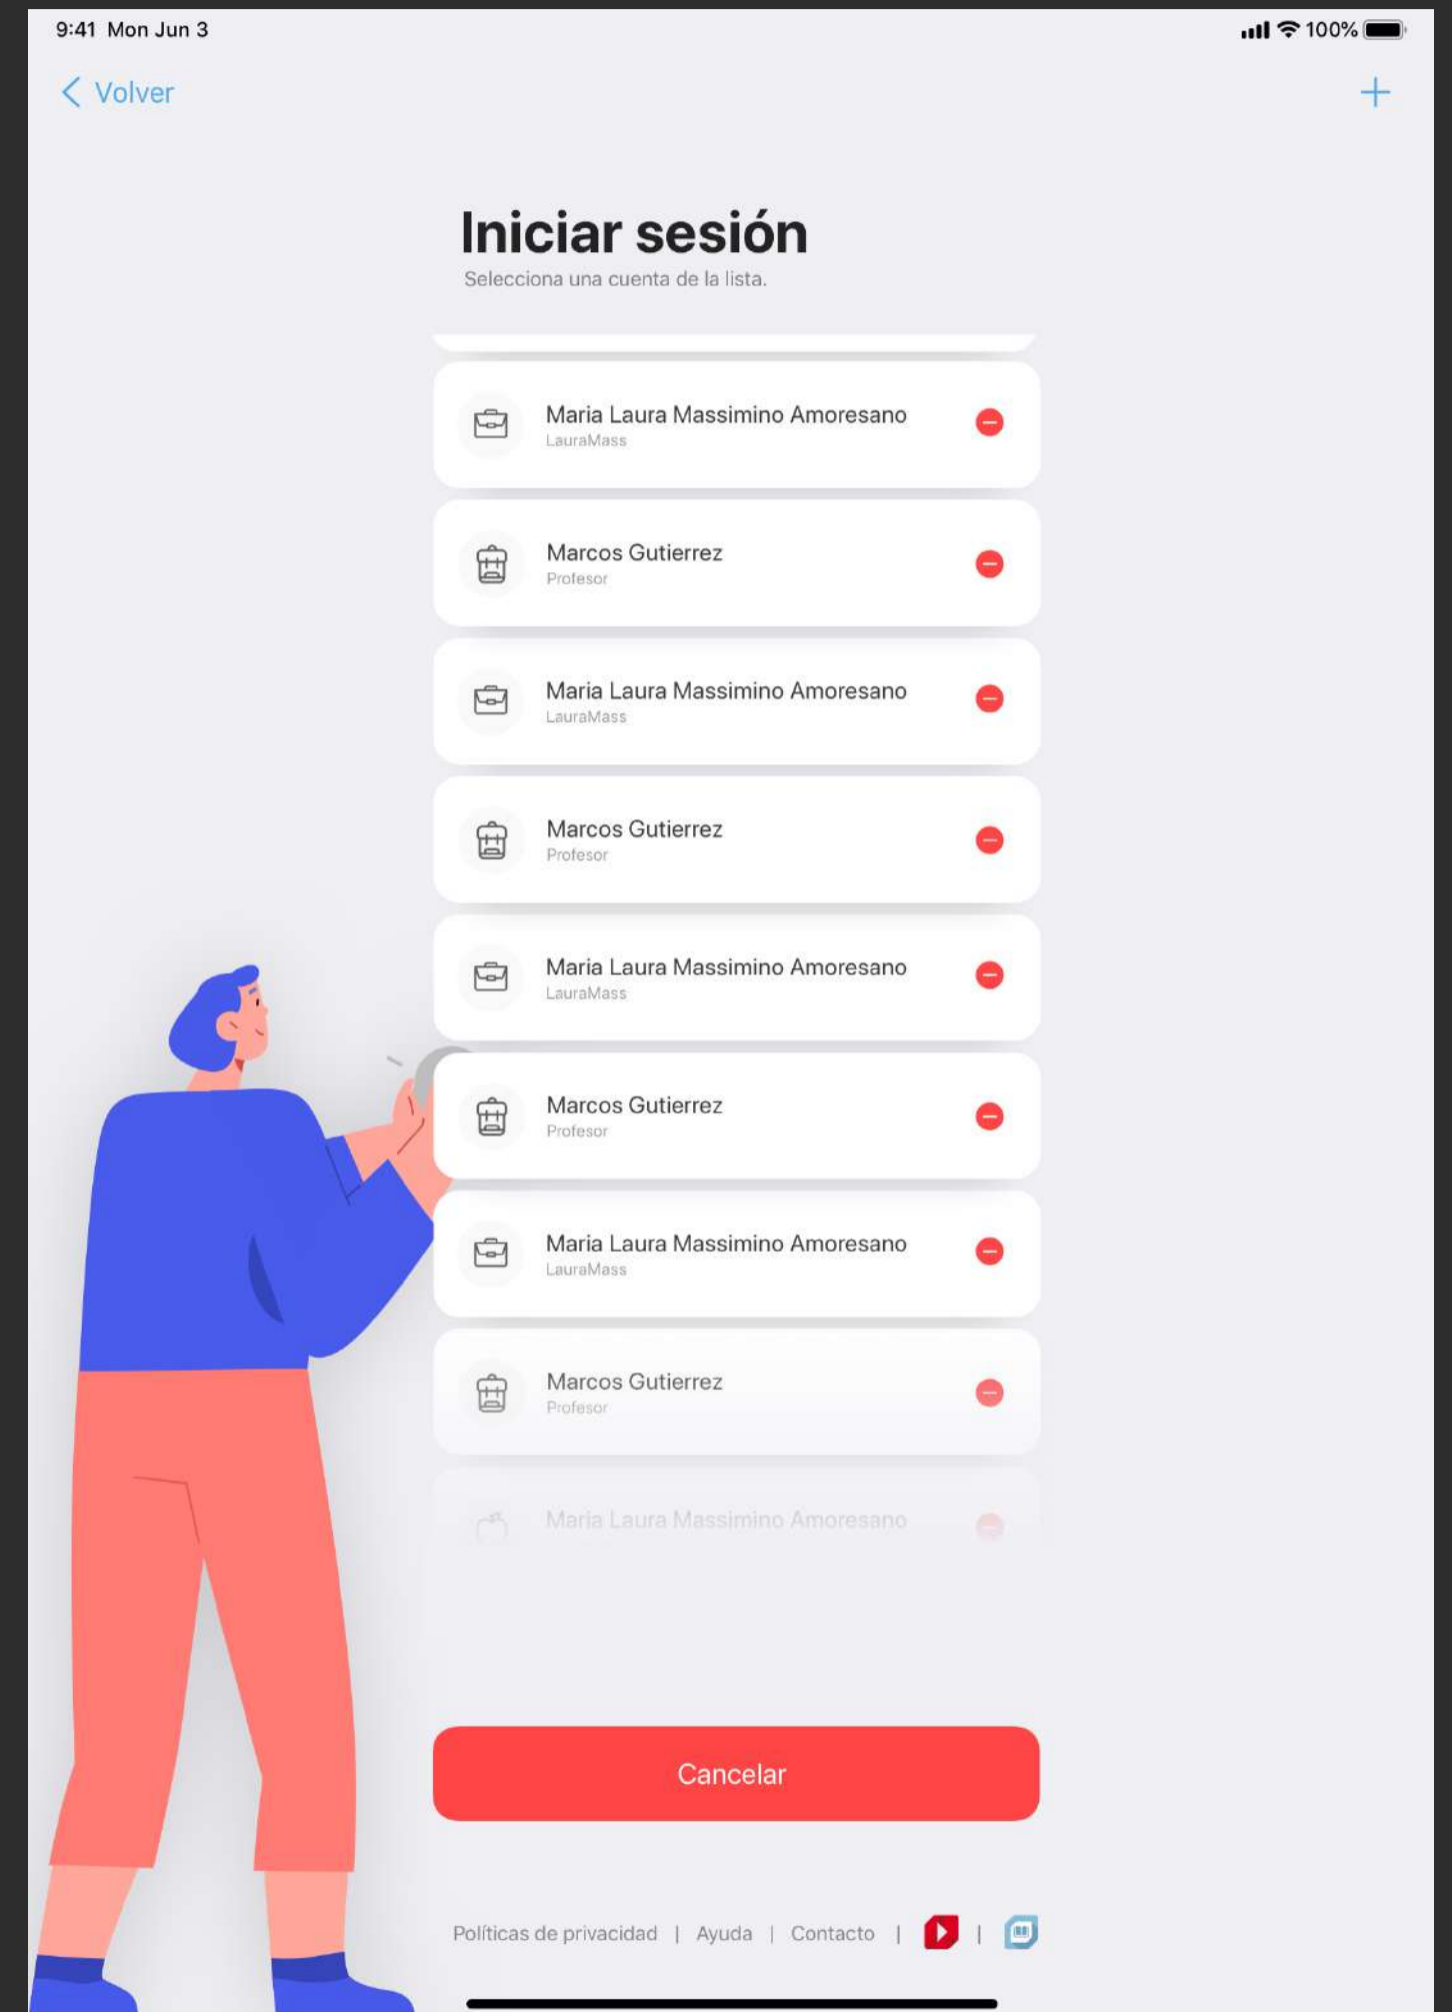 9:41 Mon Jun 3
100%
Volver
Iniciar sesión
Selecciona una cuenta de la lista.
Maria Laura Massimino Amoresano
LauraMass
Marcos Gutierrez
Profesor
Maria Laura Massimino Amoresano
LauraMass
Marcos Gutierrez
Profesor
Maria Laura Massimino Amoresano
LauraMass
Marcos Gutierrez
Profesor
Maria Laura Massimino Amoresano
LauraMass
Marcos Gutierrez
Profesor
Maria Laura Massimino Amoresano
Cancelar
Políticas de privacidad | Ayuda | Contacto | |